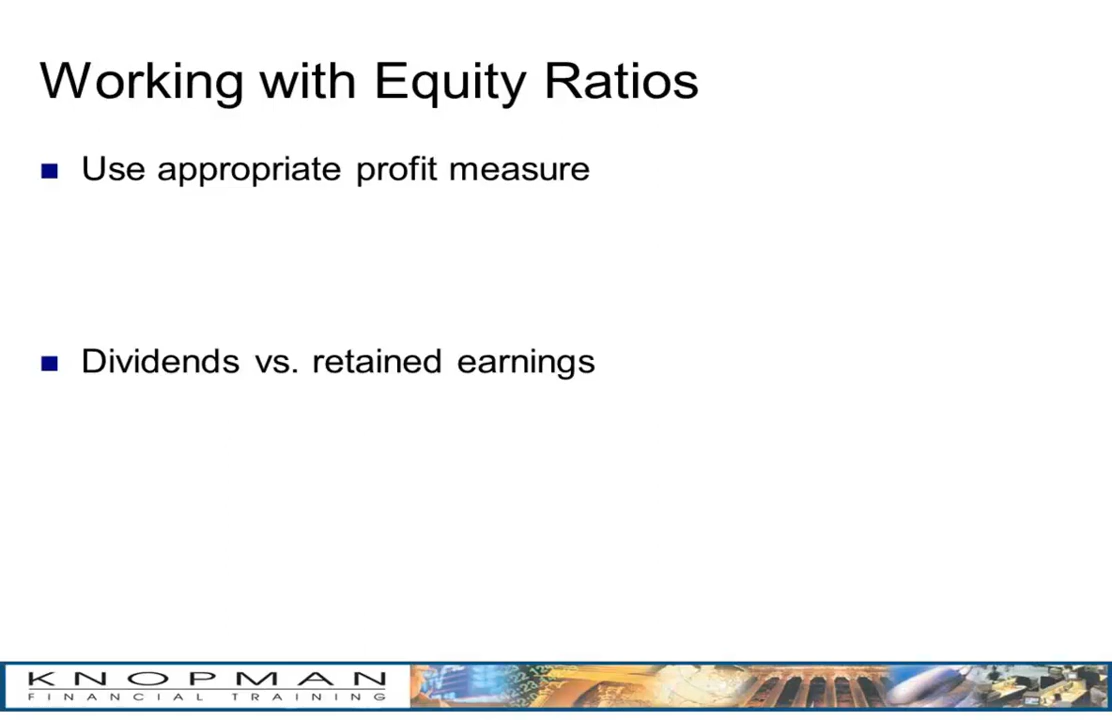 Working with Equity Ratios
Use appropriate profit measure
Dividends vs. retained earnings
KNOPMAN
FINANCIAL TRAINING